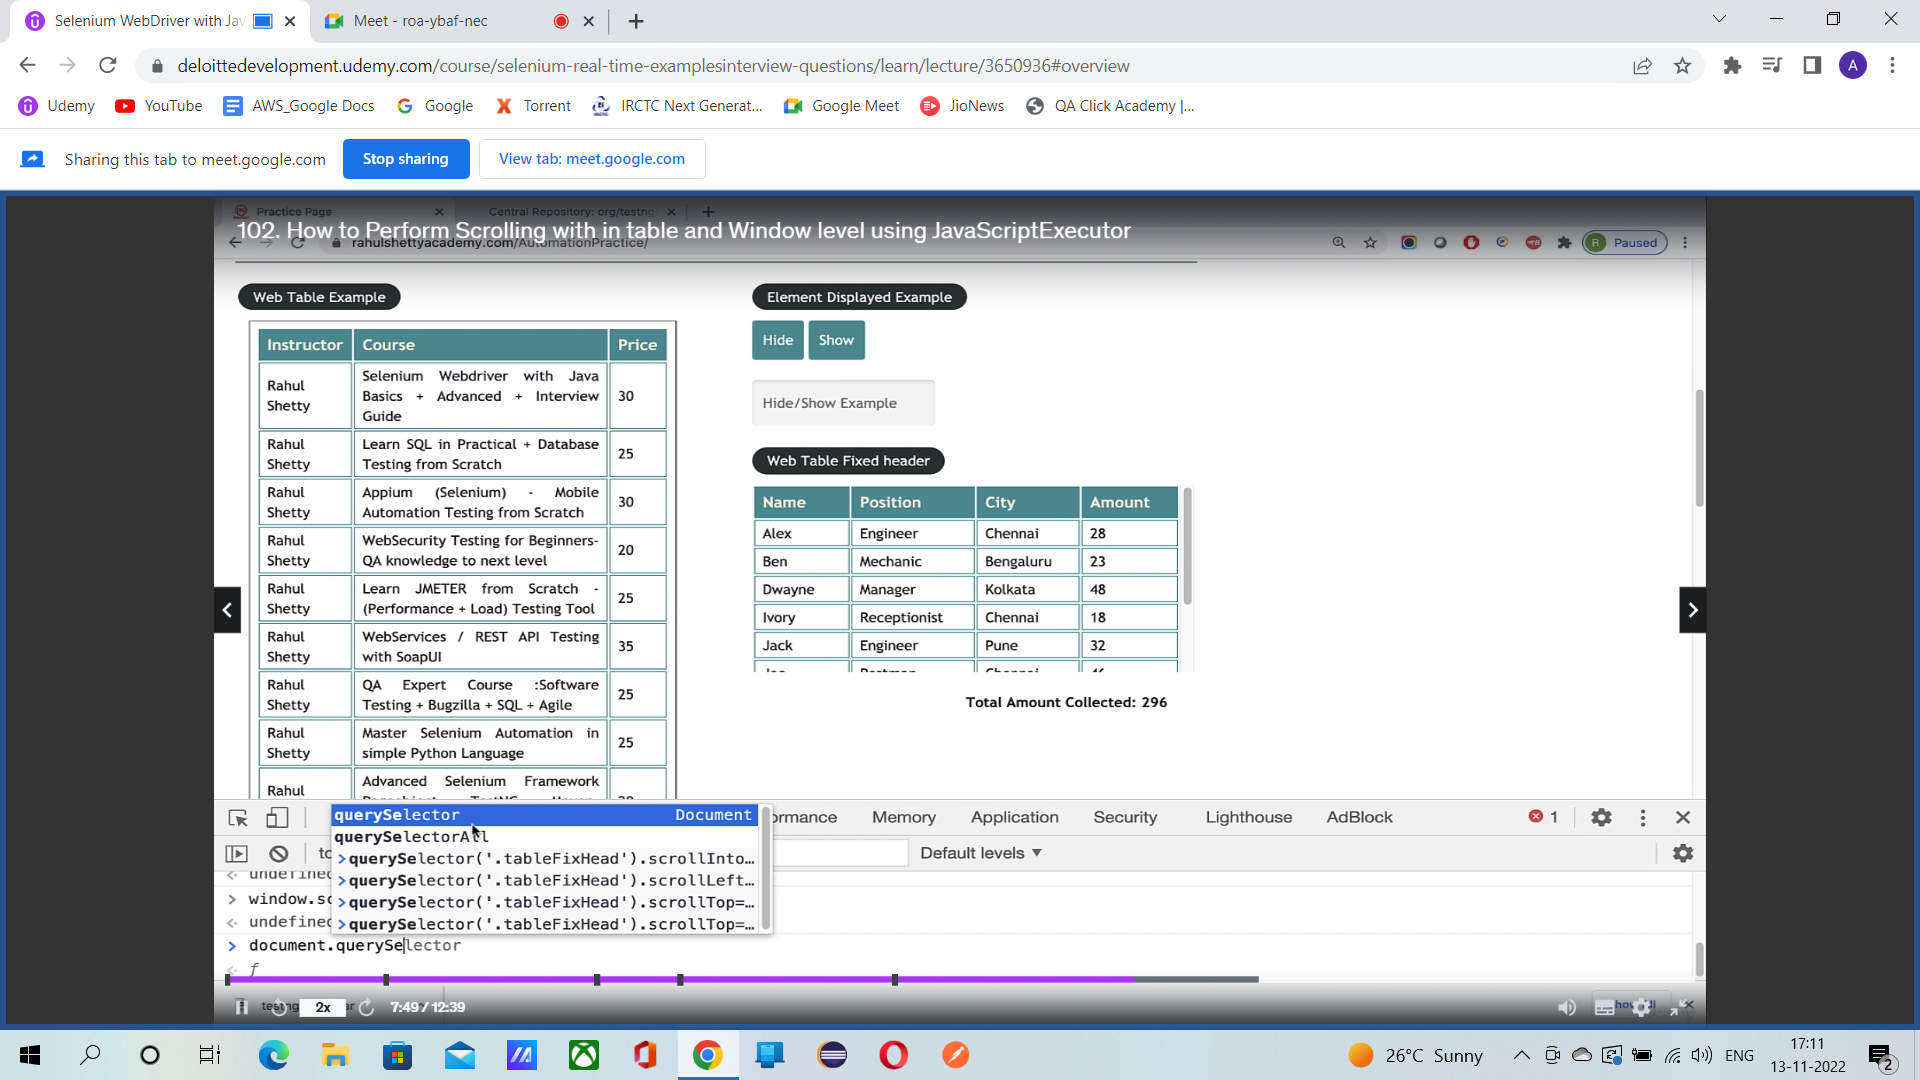 Selenium WebDriver with Jav
Meet - roa-ybaf-nec
deloittedevelopment.udemy.com/course/selenium-real-time-examplesinterview-questions/learn/lecture/3650936#overview
A
Udemy YouTube AWS_Google Docs Google Torrent IRCTC Next Generat... Google Meet JioNews QA Click Academy |...
Sharing this tab to meet.google.com Stop sharing View tab: meet.google.com
Practice Page Central Repository: org/testng
102. How to Perform Scrolling with in table and Window level using JavaScriptExecutor
rahulshettyacademy.com/AutomationPractice/
R Paused
Web Table Example
Instructor Course Price
Rahul Shetty Selenium Webdriver with Java Basics + Advanced + Interview Guide 30
Rahul Shetty Learn SQL in Practical + Database Testing from Scratch 25
Rahul Shetty Appium (Selenium) - Mobile Automation Testing from Scratch 30
Rahul Shetty WebSecurity Testing for Beginners-QA knowledge to next level 20
Rahul Shetty Learn JMETER from Scratch - (Performance + Load) Testing Tool 25
Rahul Shetty WebServices / REST API Testing with SoapUI 35
Rahul Shetty QA Expert Course :Software Testing + Bugzilla + SQL + Agile 25
Rahul Shetty Master Selenium Automation in simple Python Language 25
Rahul Advanced Selenium Framework
Element Displayed Example
Hide Show
Hide/Show Example
Web Table Fixed header
Name Position City Amount
Alex Engineer Chennai 28
Ben Mechanic Bengaluru 23
Dwayne Manager Kolkata 48
Ivory Receptionist Chennai 18
Jack Engineer Pune 32
Total Amount Collected: 296
rmance Memory Application Security Lighthouse AdBlock 1
querySelector Document
querySelectorAll
querySelector('.tableFixHead').scrollInto…
querySelector('.tableFixHead').scrollLeft…
querySelector('.tableFixHead').scrollTop=…
querySelector('.tableFixHead').scrollTop=…
to
Default levels
undefined
window.sc
undefined
document.querySelector
f
2x 7:49 / 12:39
26°C Sunny ENG
17:11
13-11-2022
2